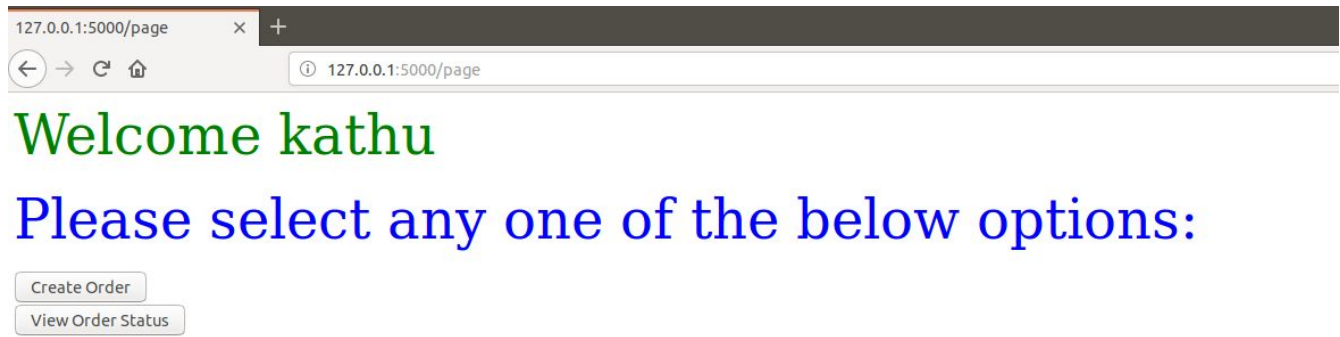 127.0.0.1:5000/page
127.0.0.1:5000/page
Welcome kathu
Please select any one of the below options:
Create Order
View Order Status